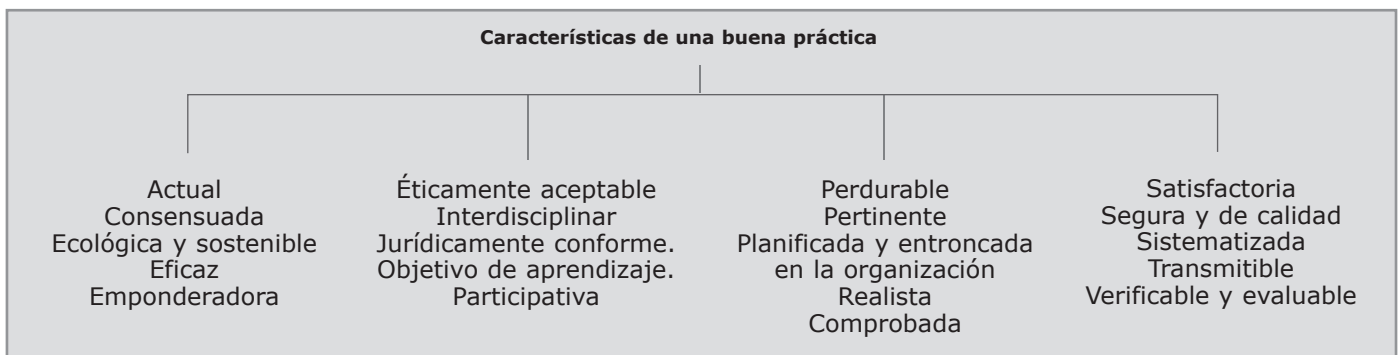 Características de una buena práctica
Actual
Consensuada
Ecológica y sostenible
Eficaz
Emponderadora
Éticamente aceptable
Interdisciplinar
Jurídicamente conforme.
Objetivo de aprendizaje.
Participativa
Perdurable
Pertinente
Planificada y entroncada
en la organización
Realista
Comprobada
Satisfactoria
Segura y de calidad
Sistematizada
Transmitible
Verificable y evaluable